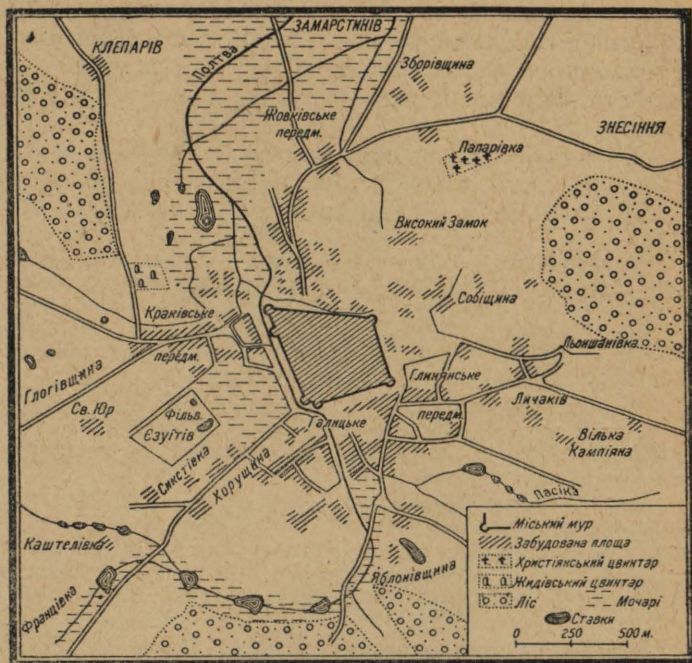 КЛЕПАРІВ
ЗАМАРСТИНІВ
Полтва
Зборівщина
Жовківське
передм.
ЗНЕСІННЯ
Папарівка
Високий Замок
Собіщина
Краківське
передм.
Льоншанівка
Глинянське
передм.
Глогівщина
Св. Юр
Фільв.
Єзуїтів
Галицьке
Личаків
Вілька
Кампіяна
Сикстівка
Хорущина
Пасіка
Каштелівка
Яблонівщина
Францівка
Міський мур
Забудована площа
Християнський цвинтар
Жидівський цвинтар
Ліс
Мочарі
Ставки
0 250 500 м.